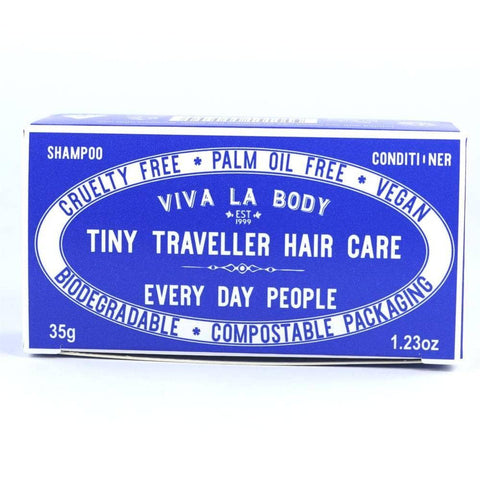 SHAMPOO
CONDITIONER
CRUELTY FREE * PALM OIL FREE * VEGAN
VIVA LA BODY
EST
1999
TINY TRAVELLER HAIR CARE
EVERY DAY PEOPLE
BIODEGRADABLE * COMPOSTABLE PACKAGING
35g
1.23oz